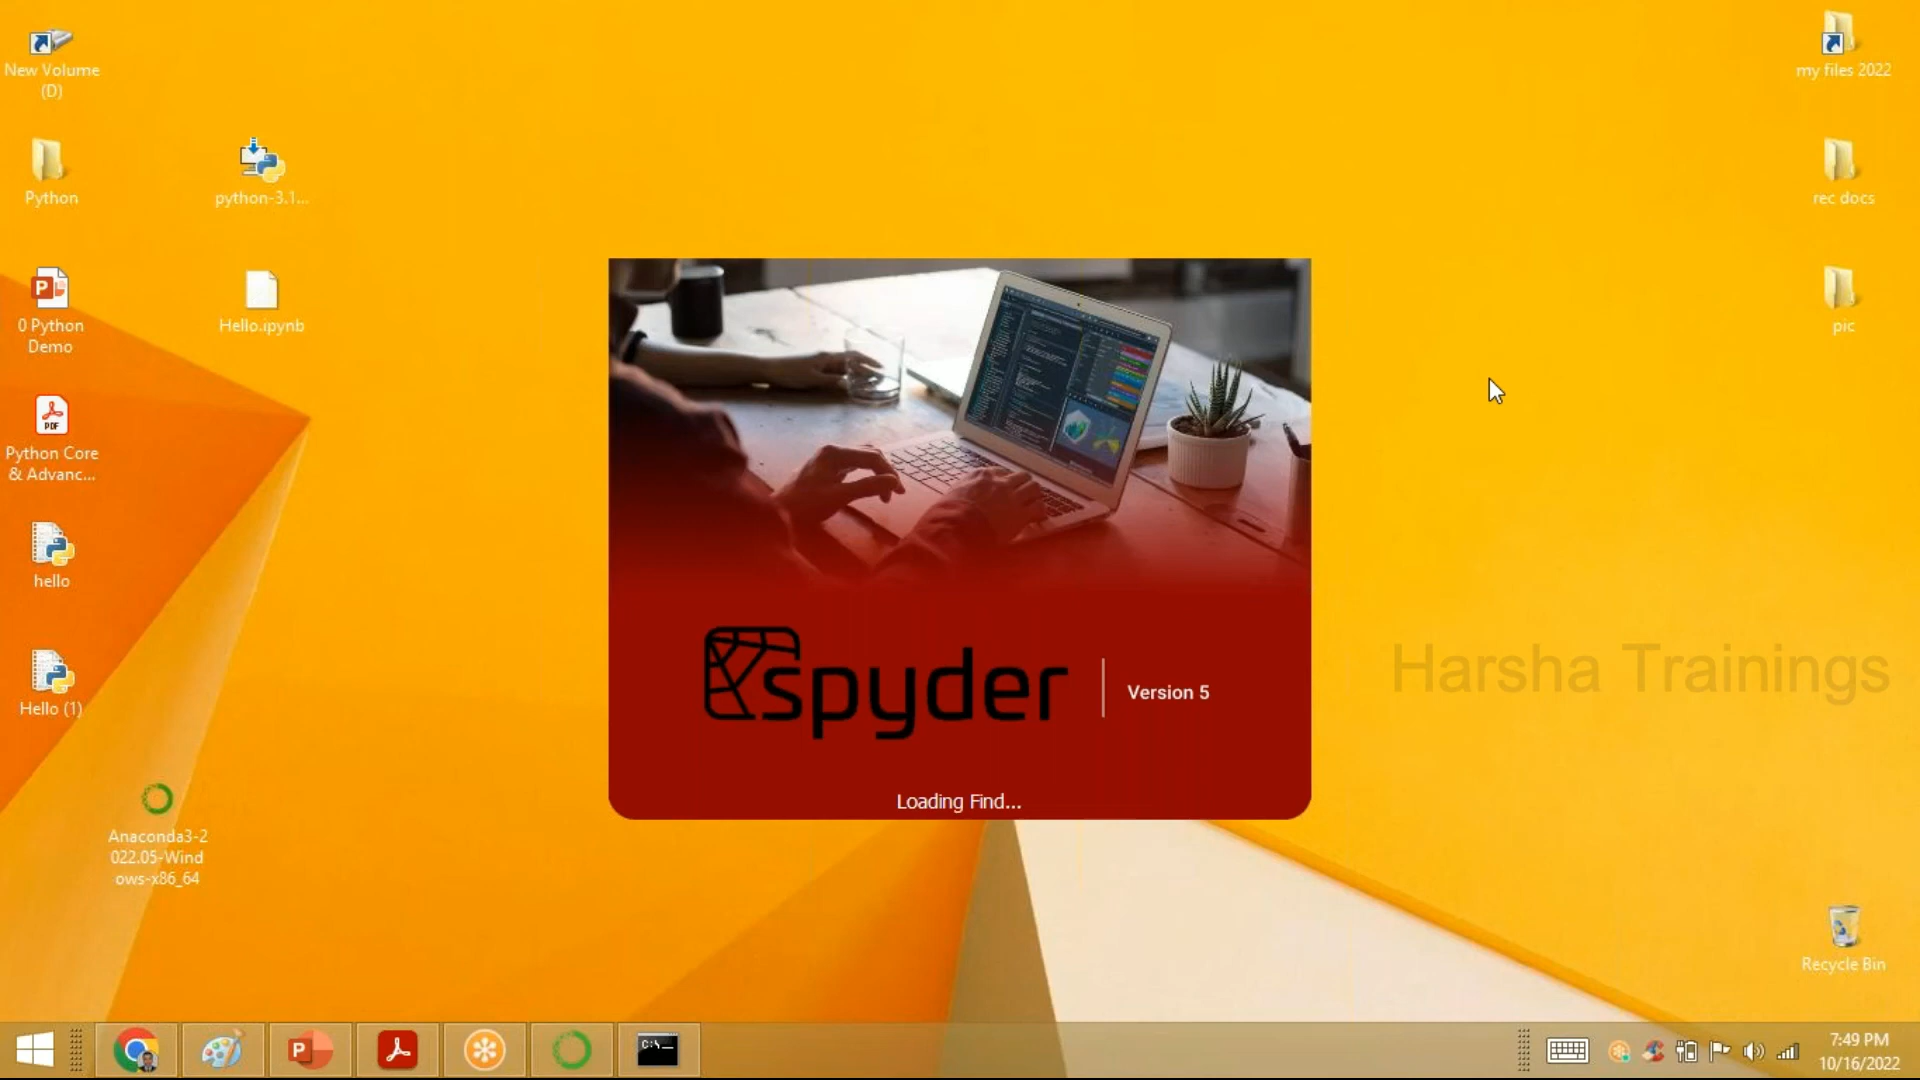 New Volume
(D)
Python
python-3.1...
0 Python
Demo
Hello.ipynb
Python Core
& Advanc...
hello
Hello (1)
Anaconda3-2
022.05-Wind
ows-x86_64
spyder
Version 5
Loading Find...
Harsha Trainings
my files 2022
rec docs
pic
Recycle Bin
C:\
7:49 PM
10/16/2022